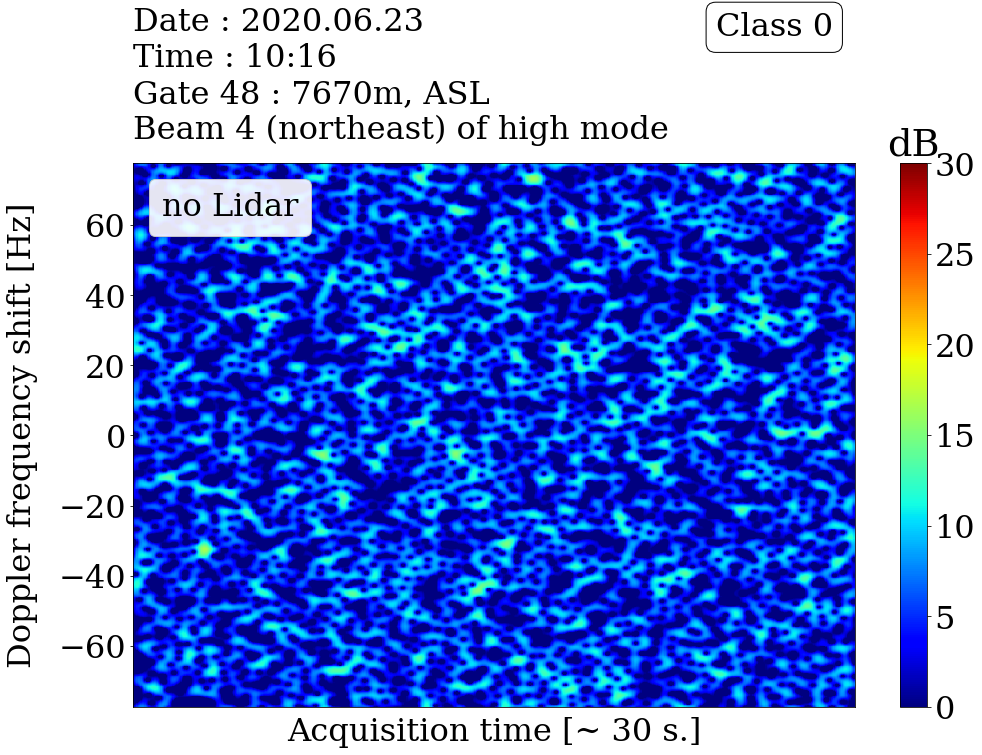 Date : 2020.06.23
Time : 10:16
Gate 48 : 7670m, ASL
Beam 4 (northeast) of high mode
Class 0
dB
no Lidar
Doppler frequency shift [Hz]
60
40
20
0
−20
−40
−60
30
25
20
15
10
5
0
Acquisition time [~ 30 s.]